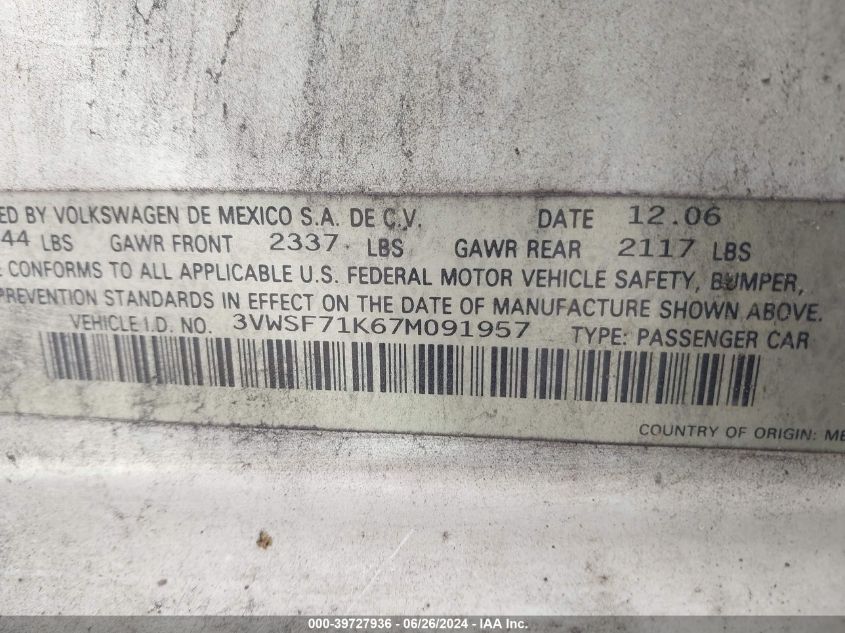 ED BY VOLKSWAGEN DE MEXICO S.A. DE C.V. DATE 12.06
44 LBS GAWR FRONT 2337 LBS GAWR REAR 2117 LBS
E CONFORMS TO ALL APPLICABLE U.S. FEDERAL MOTOR VEHICLE SAFETY, BUMPER,
PREVENTION STANDARDS IN EFFECT ON THE DATE OF MANUFACTURE SHOWN ABOVE.
VEHICLE I.D. NO. 3VWSF71K67M091957 TYPE: PASSENGER CAR
COUNTRY OF ORIGIN: ME
000-39727936 / 06/26/2024 / IAA, Inc.